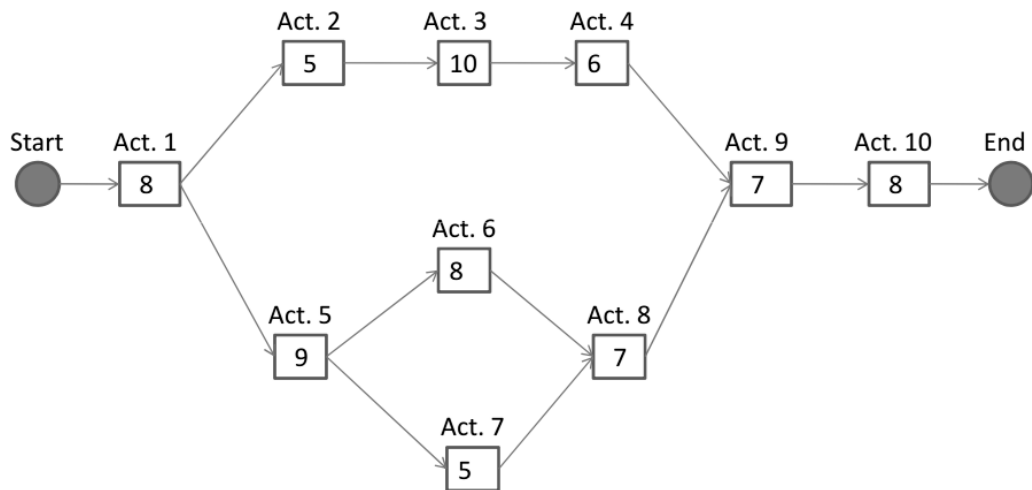 Act. 2
Act. 3
Act. 4
5
10
6
Start
Act. 1
Act. 9
Act. 10
End
8
7
8
Act. 6
8
Act. 5
Act. 8
9
7
Act. 7
5